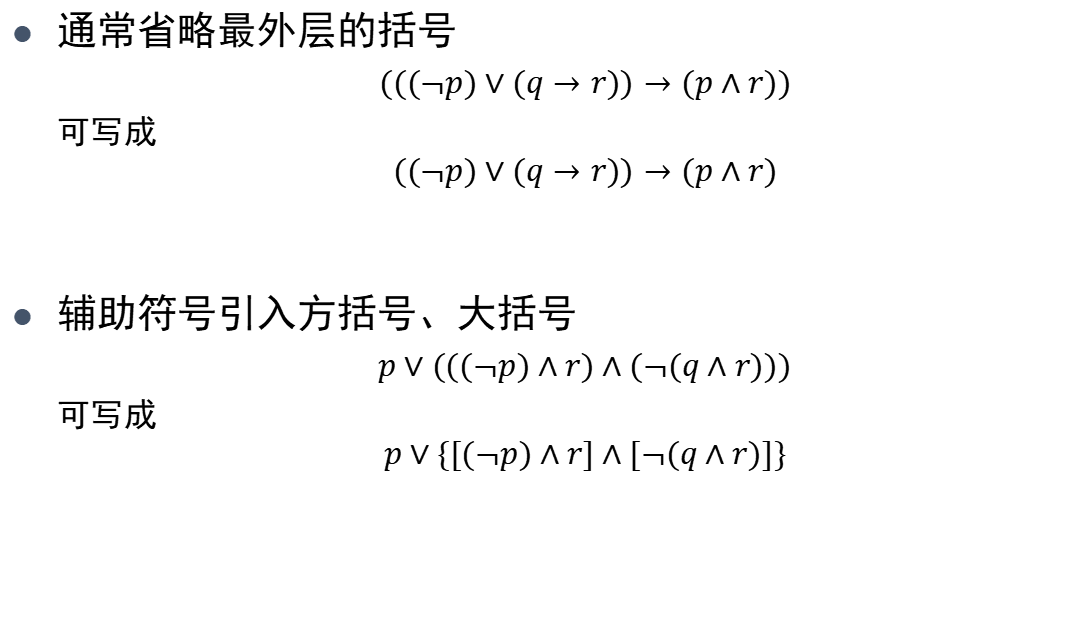 • 通常省略最外层的括号
(((¬p) ∨ (q → r)) → (p ∧ r))
可写成
((¬p) ∨ (q → r)) → (p ∧ r)
• 辅助符号引入方括号、大括号
p ∨ (((¬p) ∧ r) ∧ (¬(q ∧ r)))
可写成
p ∨ {[(¬p) ∧ r] ∧ [¬(q ∧ r)]}